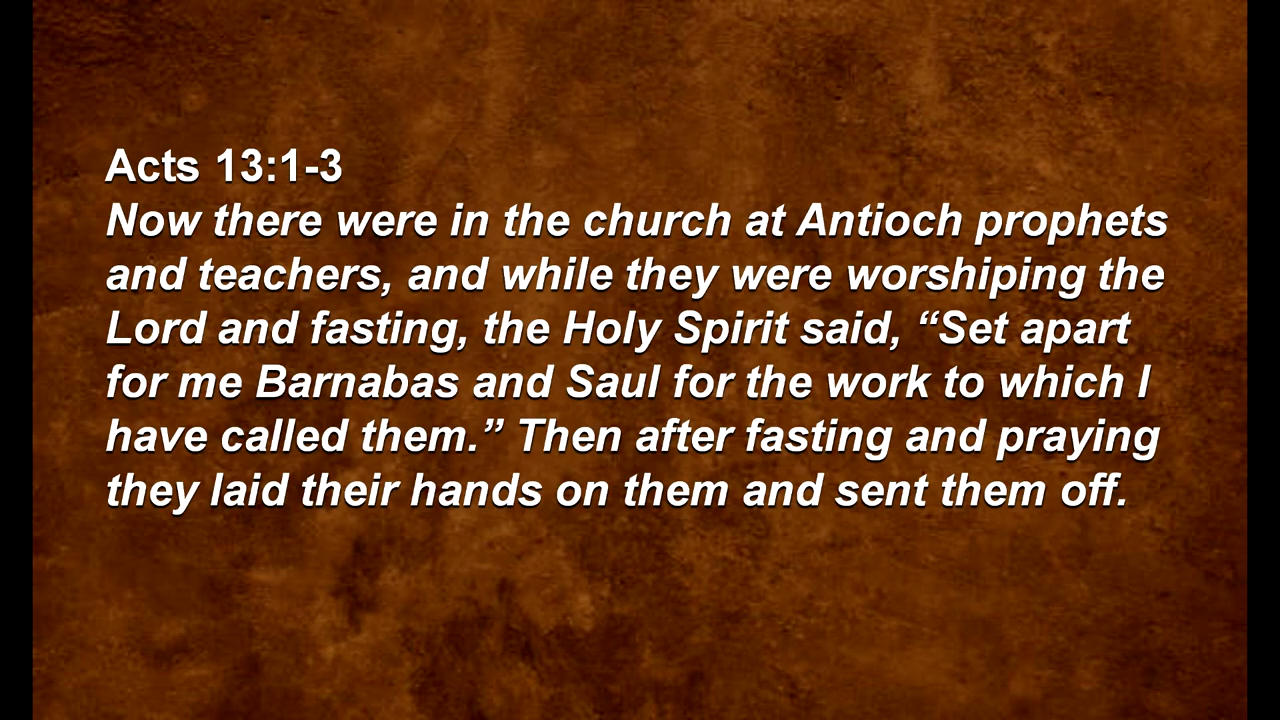 Acts 13:1-3
Now there were in the church at Antioch prophets
and teachers, and while they were worshiping the
Lord and fasting, the Holy Spirit said, “Set apart
for me Barnabas and Saul for the work to which I
have called them.” Then after fasting and praying
they laid their hands on them and sent them off.